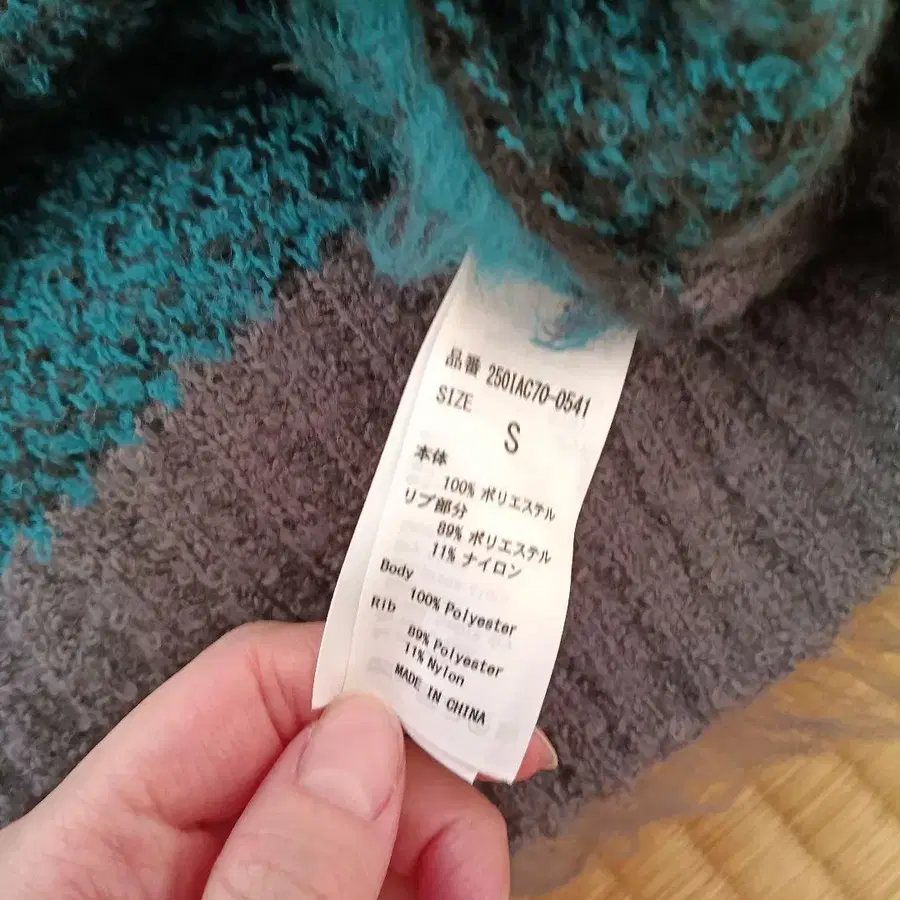 品番 2501AC70-0541
SIZE
S
本体
100% ポリエステル
リブ部分
89% ポリエステル
11% ナイロン
Body
100% Polyester
Rib
89% Polyester
11% Nylon
MADE IN CHINA